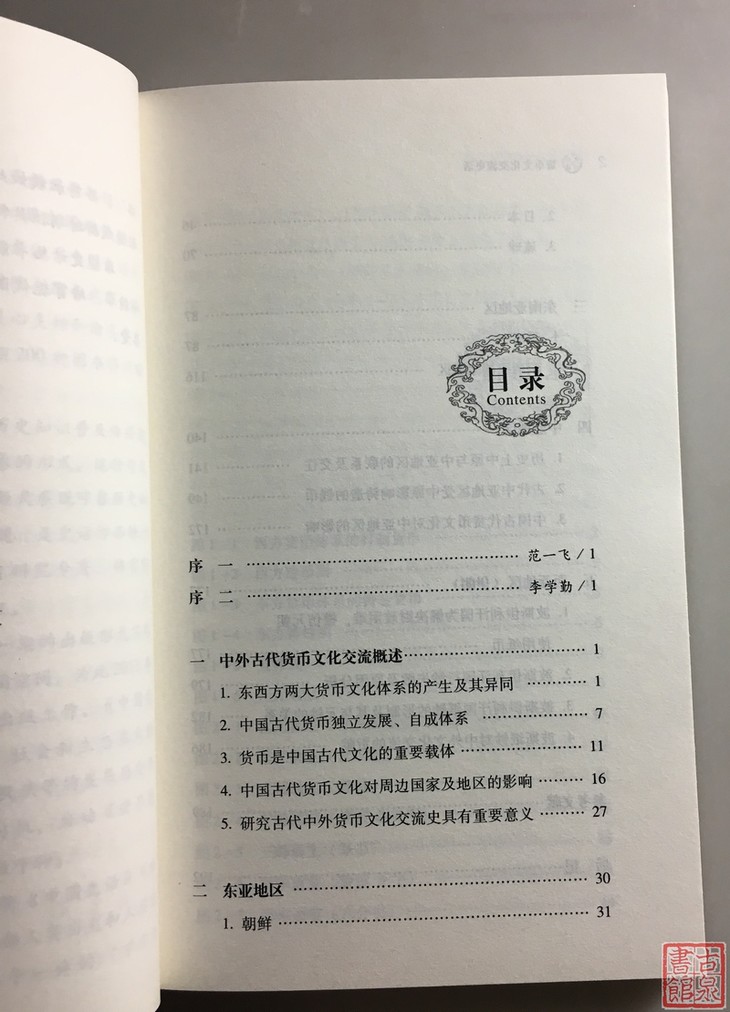 目录
Contents
序 一 …… 范一飞 / 1
序 二 …… 李学勤 / 1
一 中外古代货币文化交流概述 …… 1
1. 东西方两大货币文化体系的产生及其异同 …… 1
2. 中国古代货币独立发展、自成体系 …… 7
3. 货币是中国古代文化的重要载体 …… 11
4. 中国古代货币文化对周边国家及地区的影响 …… 16
5. 研究古代中外货币文化交流史具有重要意义 …… 27
二 东亚地区 …… 30
1. 朝鲜 …… 31
古泉書館